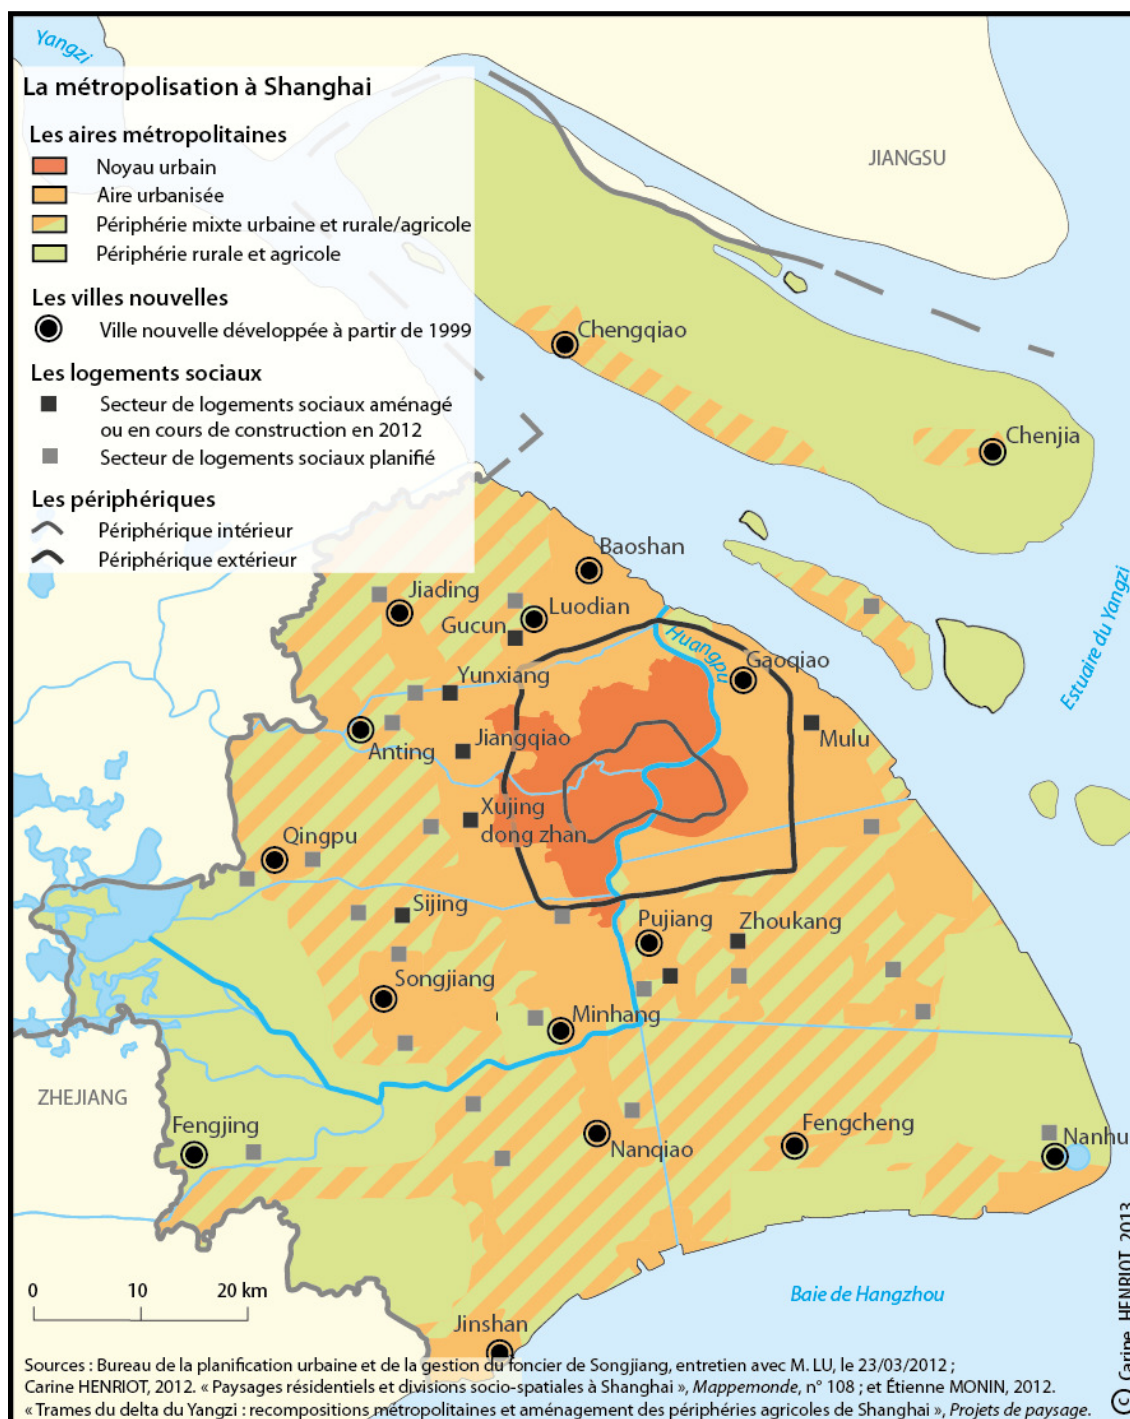 Yangzi
La métropolisation à Shanghai
Les aires métropolitaines
Noyau urbain
Aire urbanisée
Périphérie mixte urbaine et rurale/agricole
Périphérie rurale et agricole
Les villes nouvelles
Ville nouvelle développée à partir de 1999
Les logements sociaux
Secteur de logements sociaux aménagé
ou en cours de construction en 2012
Secteur de logements sociaux planifié
Les périphériques
Périphérique intérieur
Périphérique extérieur
JIANGSU
Chengqiao
Chenjia
Baoshan
Jiading
Luodian
Gucun
Huangpu
Estuaire du Yangzi
Gaoqiao
Yunxiang
Mulu
Jiangqiao
Anting
Xujing
dong zhan
Qingpu
Sijing
Pujiang
Zhoukang
Songjiang
Minhang
ZHEJIANG
Fengjing
Nanqiao
Fengcheng
Nanhu
0 10 20 km
Baie de Hangzhou
Jinshan
Sources : Bureau de la planification urbaine et de la gestion du foncier de Songjiang, entretien avec M. LU, le 23/03/2012 ;
Carine HENRIOT, 2012. « Paysages résidentiels et divisions socio-spatiales à Shanghai », Mappemonde, n° 108 ; et Étienne MONIN, 2012.
« Trames du delta du Yangzi : recompositions métropolitaines et aménagement des périphéries agricoles de Shanghai », Projets de paysage.
© Carine HENRIOT, 2013